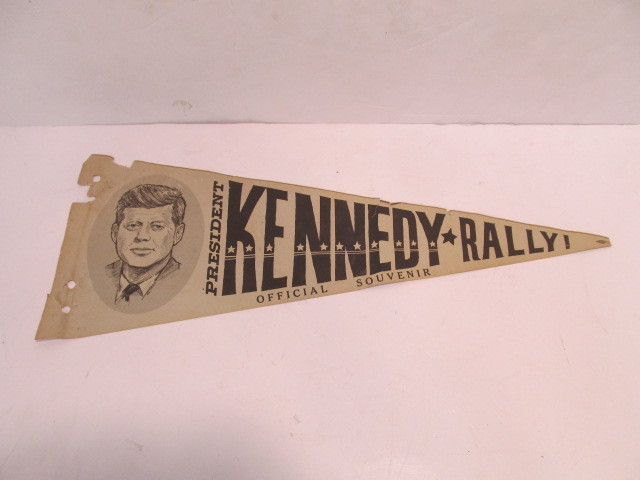 PRESIDENT
KENNEDY★RALLY!
OFFICIAL SOUVENIR